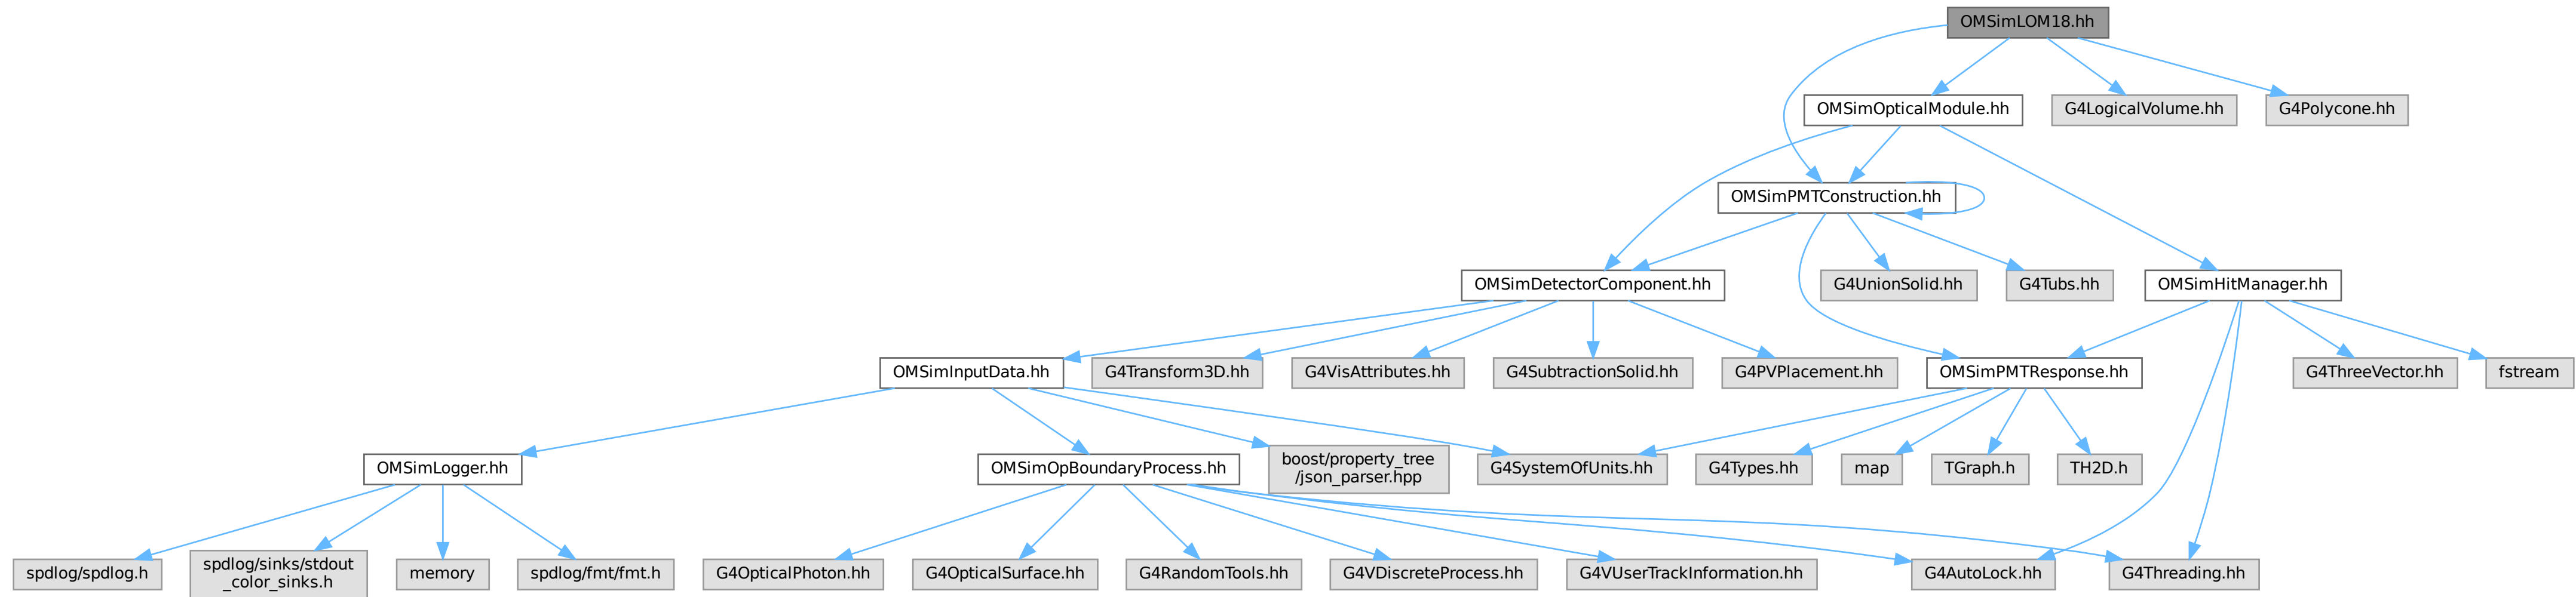 OMSimLOM18.hh
OMSimOpticalModule.hh
G4LogicalVolume.hh
G4Polycone.hh
OMSimPMTConstruction.hh
OMSimDetectorComponent.hh
G4UnionSolid.hh
G4Tubs.hh
OMSimHitManager.hh
OMSimInputData.hh
G4Transform3D.hh
G4VisAttributes.hh
G4SubtractionSolid.hh
G4PVPlacement.hh
OMSimPMTResponse.hh
G4ThreeVector.hh
fstream
OMSimLogger.hh
OMSimOpBoundaryProcess.hh
boost/property_tree
/json_parser.hpp
G4SystemOfUnits.hh
G4Types.hh
map
TGraph.h
TH2D.h
spdlog/spdlog.h
spdlog/sinks/stdout
_color_sinks.h
memory
spdlog/fmt/fmt.h
G4OpticalPhoton.hh
G4OpticalSurface.hh
G4RandomTools.hh
G4VDiscreteProcess.hh
G4VUserTrackInformation.hh
G4AutoLock.hh
G4Threading.hh